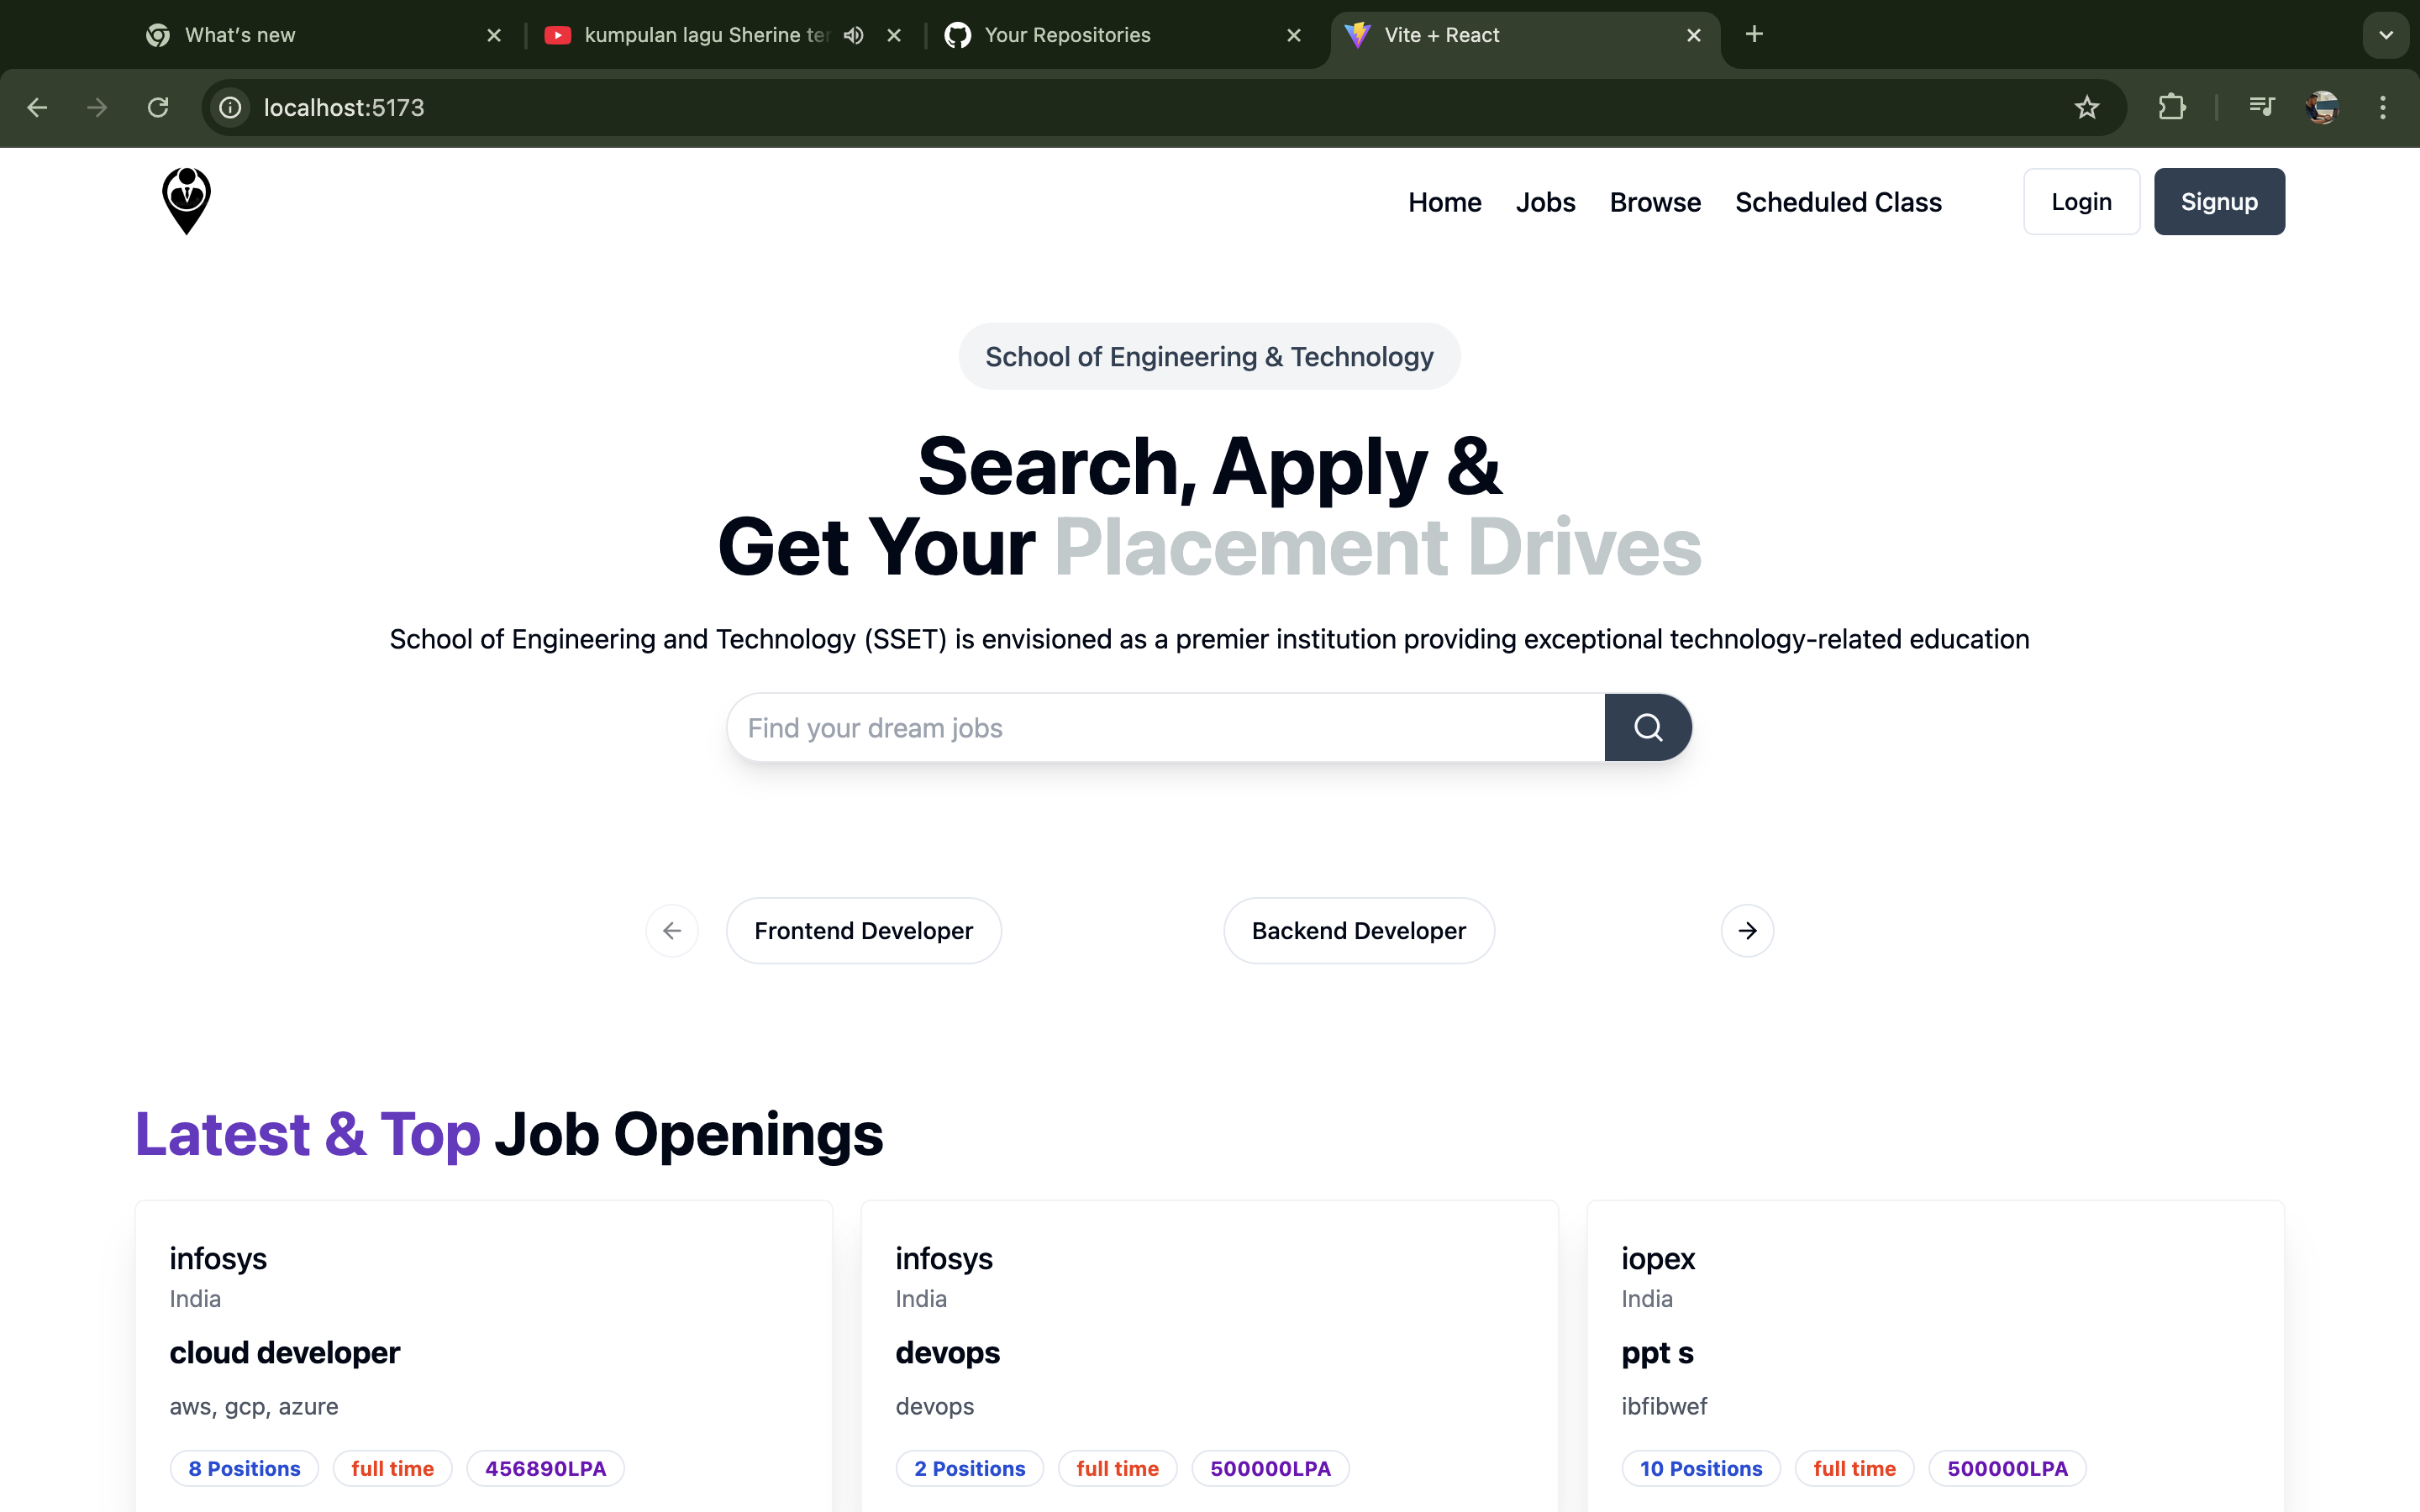 What's new
kumpulan lagu Sherine ter
Your Repositories
Vite + React
localhost:5173
Home Jobs Browse Scheduled Class Login Signup
School of Engineering & Technology
Search, Apply &
Get Your Placement Drives
School of Engineering and Technology (SSET) is envisioned as a premier institution providing exceptional technology-related education
Find your dream jobs
Frontend Developer
Backend Developer
Latest & Top Job Openings
infosys
India
cloud developer
aws, gcp, azure
8 Positions full time 456890LPA
infosys
India
devops
devops
2 Positions full time 500000LPA
iopex
India
ppt s
ibfibwef
10 Positions full time 500000LPA